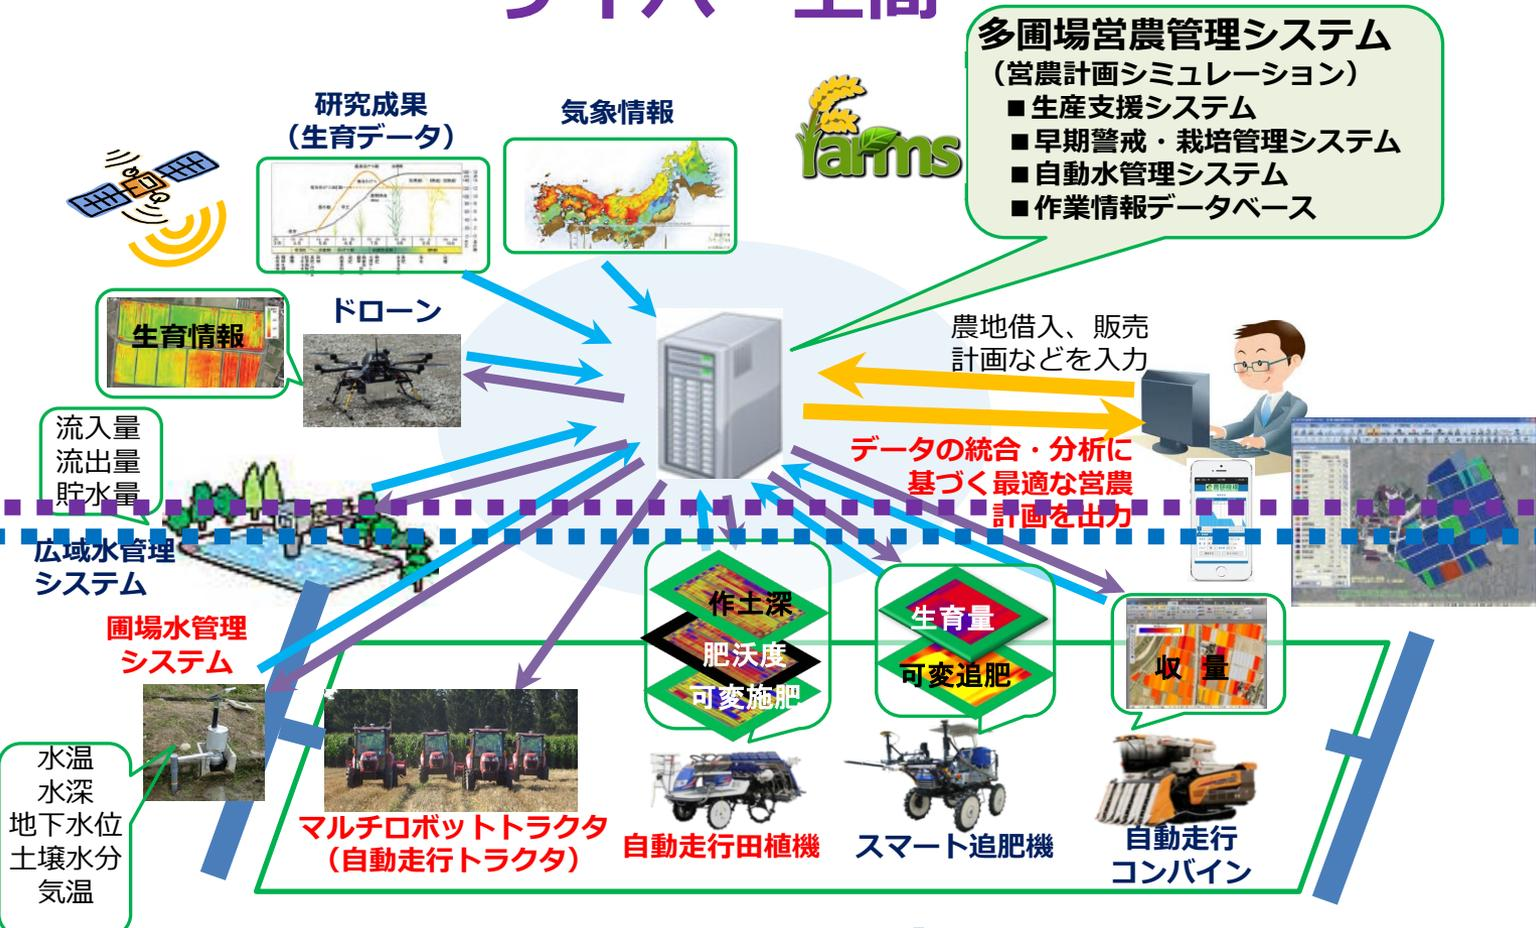 サイバー空間
多圃場営農管理システム
（営農計画シミュレーション）
■生産支援システム
■早期警戒・栽培管理システム
■自動水管理システム
■作業情報データベース
研究成果
（生育データ）
気象情報
farms
ドローン
生育情報
農地借入、販売
計画などを入力
流入量
流出量
貯水量
データの統合・分析に
基づく最適な営農
計画を出力
広域水管理
システム
圃場水管理
システム
作土深
肥沃度
可変施肥
生育量
可変追肥
収 量
水温
水深
地下水位
土壌水分
気温
マルチロボットトラクタ
（自動走行トラクタ）
自動走行田植機
スマート追肥機
自動走行
コンバイン